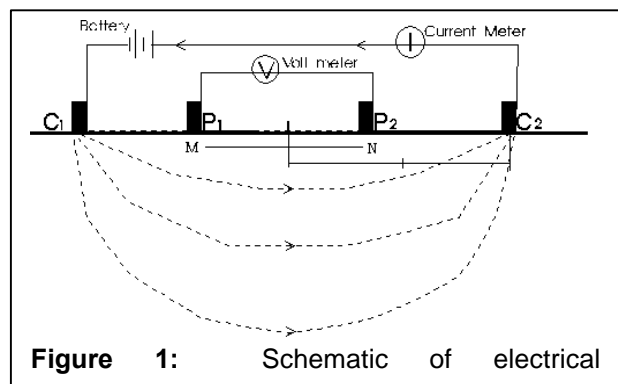 Battery
Current Meter
I
Volt meter
V
C1 P1 P2 C2
M N
Figure 1: Schematic of electrical